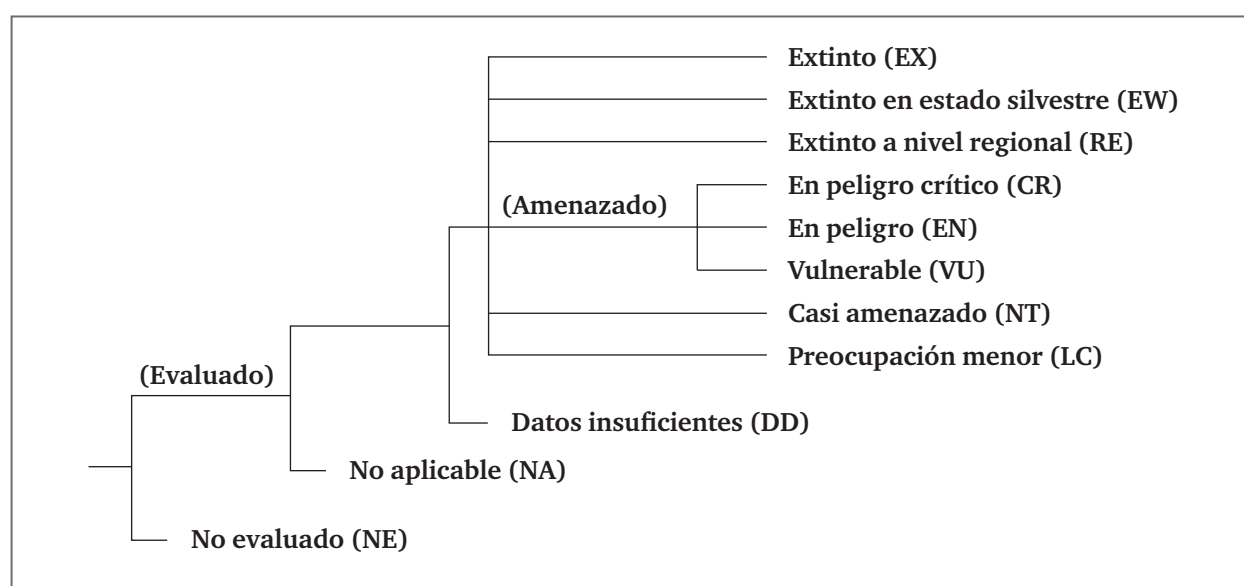 Extinto (EX)
Extinto en estado silvestre (EW)
Extinto a nivel regional (RE)
En peligro crítico (CR)
(Amenazado)
En peligro (EN)
Vulnerable (VU)
Casi amenazado (NT)
Preocupación menor (LC)
(Evaluado)
Datos insuficientes (DD)
No aplicable (NA)
No evaluado (NE)